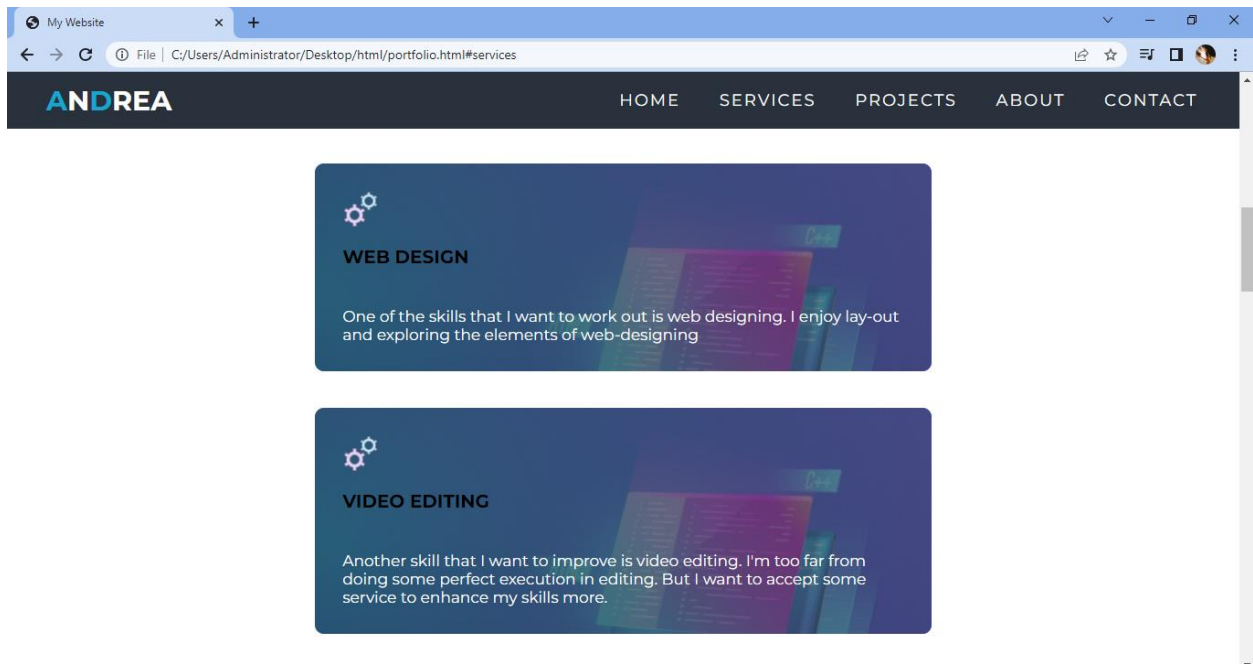 My Website
File | C:/Users/Administrator/Desktop/html/portfolio.html#services
ANDREA
HOME SERVICES PROJECTS ABOUT CONTACT
C++
WEB DESIGN
One of the skills that I want to work out is web designing. I enjoy lay-out
and exploring the elements of web-designing
C++
VIDEO EDITING
Another skill that I want to improve is video editing. I'm too far from
doing some perfect execution in editing. But I want to accept some
service to enhance my skills more.